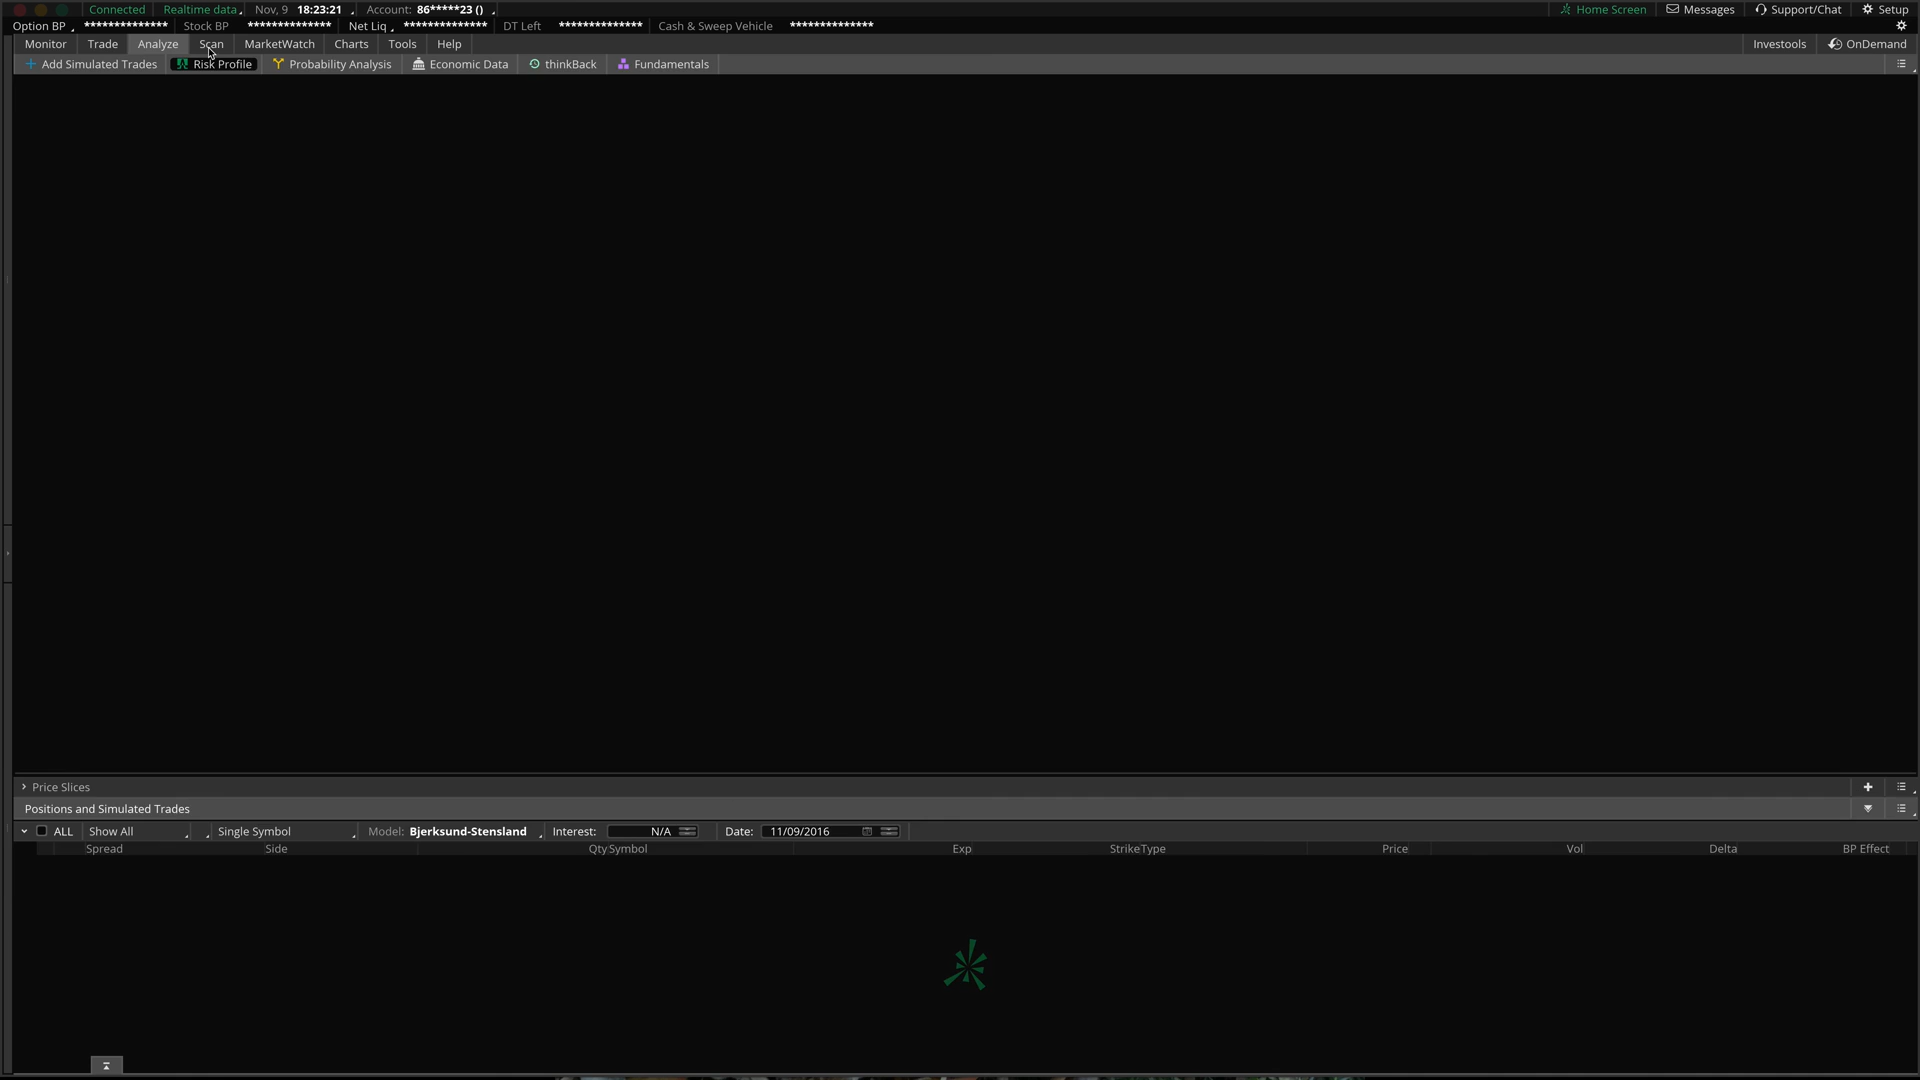 Connected Realtime data Nov, 9 18:23:21 Account: 86*****23 () Home Screen Messages Support/Chat Setup
Option BP ************** Stock BP ************** Net Liq ************** DT Left ************** Cash & Sweep Vehicle **************
Monitor Trade Analyze Scan MarketWatch Charts Tools Help Investools OnDemand
Add Simulated Trades Risk Profile Probability Analysis Economic Data thinkBack Fundamentals
Price Slices
Positions and Simulated Trades
ALL Show All Single Symbol Model: Bjerksund-Stensland Interest: N/A Date: 11/09/2016
Spread Side Qty Symbol Exp Strike Type Price Vol Delta BP Effect